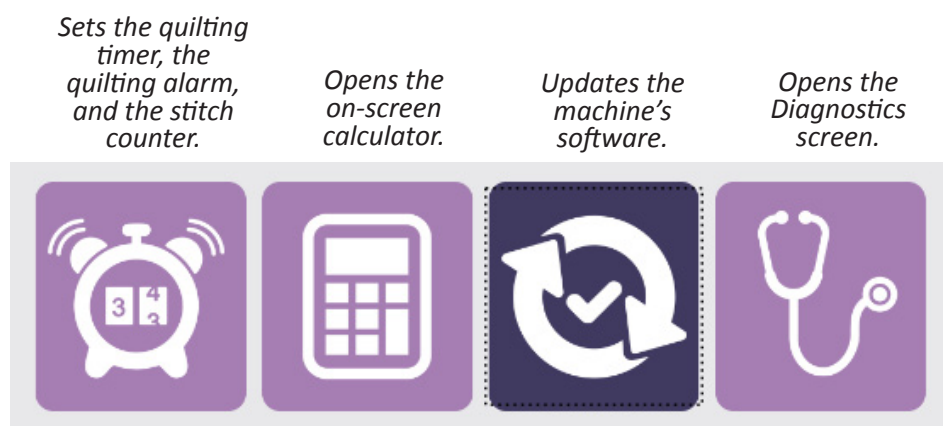 Sets the quilting
timer, the
quilting alarm,
and the stitch
counter.
Opens the
on-screen
calculator.
Updates the
machine's
software.
Opens the
Diagnostics
screen.
3 4
3